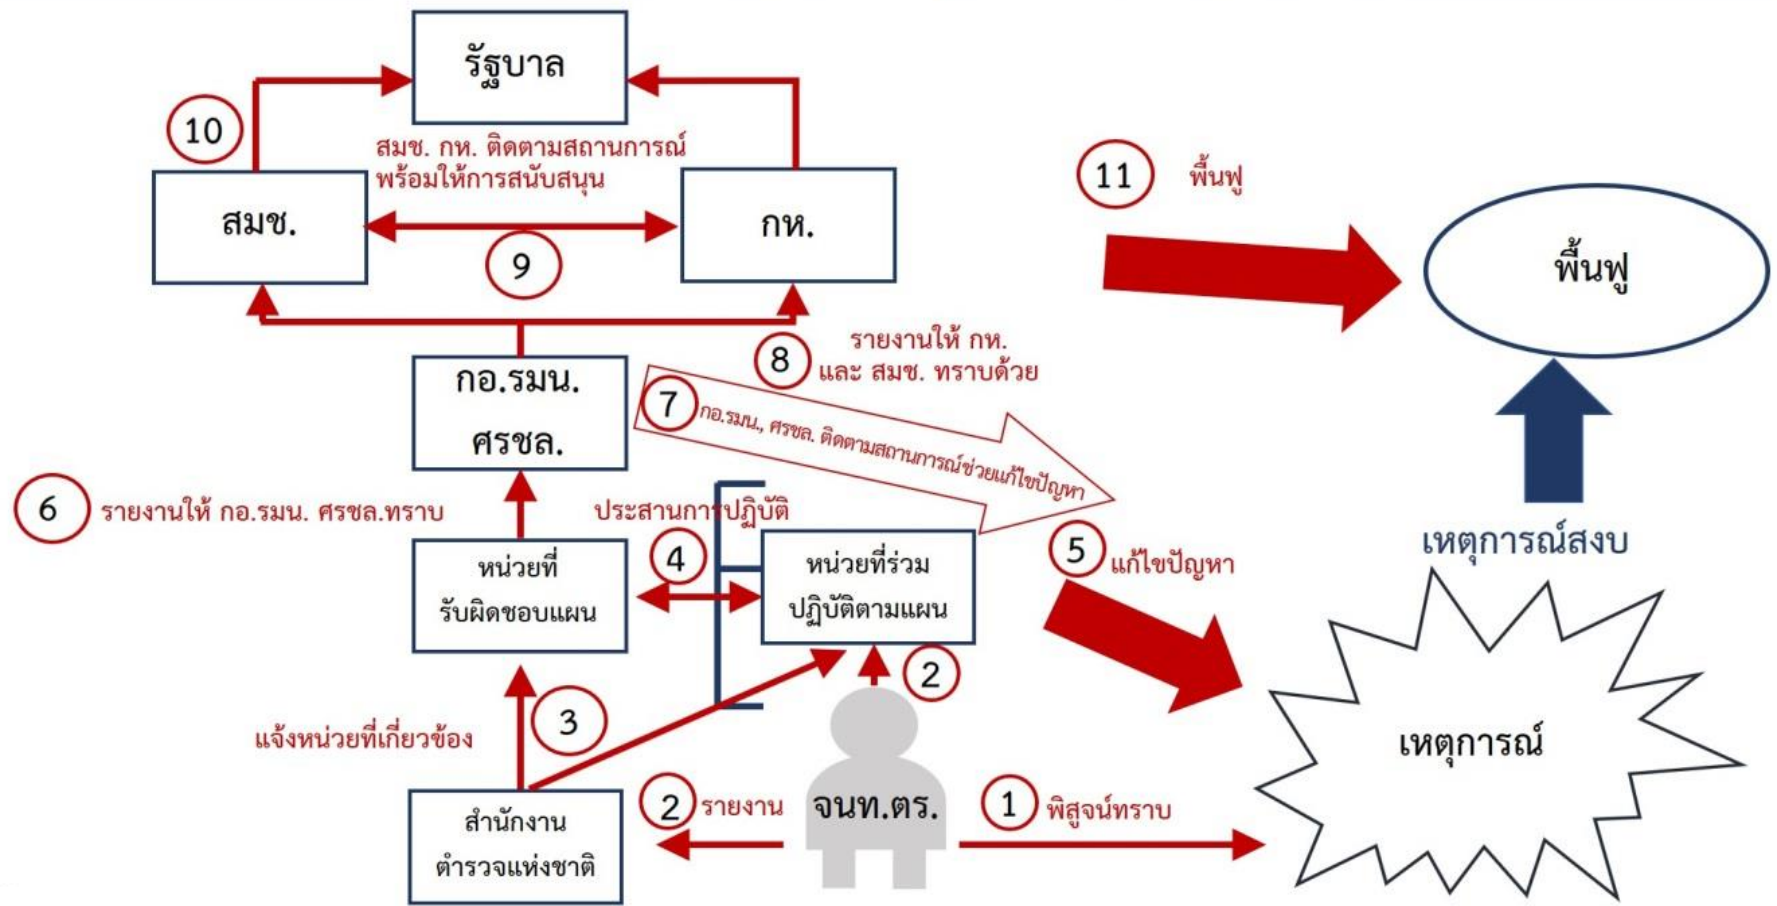 รัฐบาล
10
สมช. กห. ติดตามสถานการณ์
พร้อมให้การสนับสนุน
สมช.
กห.
9
11
พื้นฟู
พื้นฟู
8
รายงานให้ กห.
และ สมช. ทราบด้วย
กอ.รมน.
ศรชล.
7
กอ.รมน., ศรชล. ติดตามสถานการณ์ช่วยแก้ไขปัญหา
6
รายงานให้ กอ.รมน. ศรชล.ทราบ
ประสานการปฏิบัติ
4
หน่วยที่
รับผิดชอบแผน
หน่วยที่ร่วม
ปฏิบัติตามแผน
5
แก้ไขปัญหา
เหตุการณ์สงบ
2
3
แจ้งหน่วยที่เกี่ยวข้อง
เหตุการณ์
สำนักงาน
ตำรวจแห่งชาติ
2
รายงาน
จนท.ตร.
1
พิสูจน์ทราบ